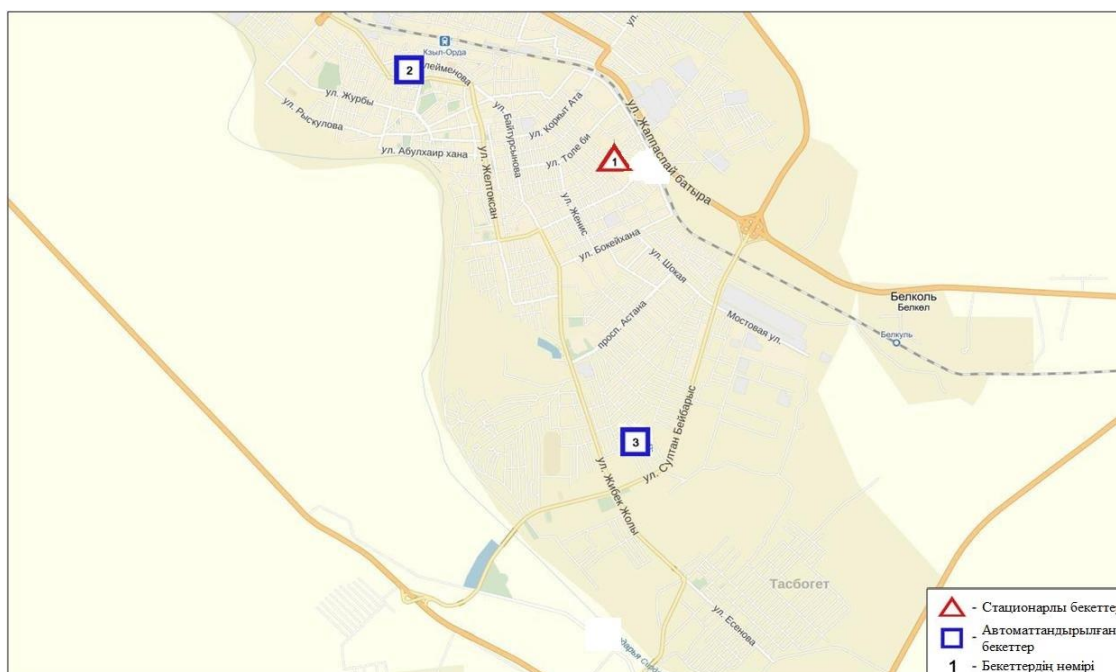 Кзыл-Орда
2
лейменова
ул. Журбы
ул. Рыскулова
ул. Абулхаир хана
ул. Желтоксан
ул. Байтурсынова
ул. Коркыт Ата
ул. Толе би
1
ул. Жаппаспай батыра
ул. Женис
ул. Бокейхана
ул. Шокая
просп. Астана
Мостовая ул.
Белколь
Белкөл
Белкуль
3
ул. Султан Бейбарыс
ул. Жибек Жолы
Тасбогет
ул. Есенова
- Стационарлы бекеттер
- Автоматтандырылған
бекеттер
1 - Бекеттердің нөмірі